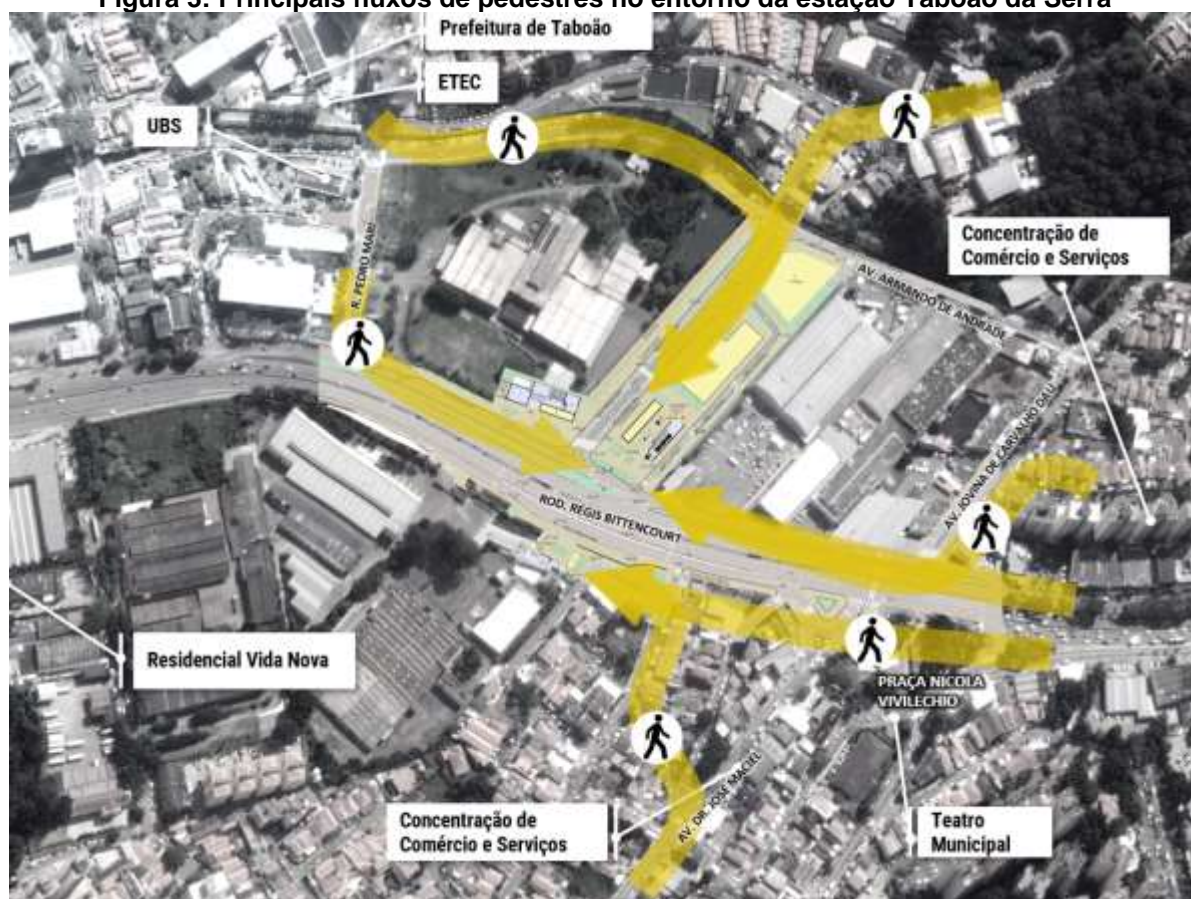 Figura 3: Principais fluxos de pedestres no entorno da estação Taboão da Serra
Prefeitura de Taboão
ETEC
UBS
R. PEDRO MARI
Concentração de
Comércio e Serviços
AV. ARMANDO DE ANDRADE
AV. JOVINA DE CARVALHO DAU
ROD. REGIS BITTENCOURT
Residencial Vida Nova
PRAÇA NICOLA
VIVILECHIO
Concentração de
Comércio e Serviços
AV. DR. JOSÉ MACIEL
Teatro
Municipal